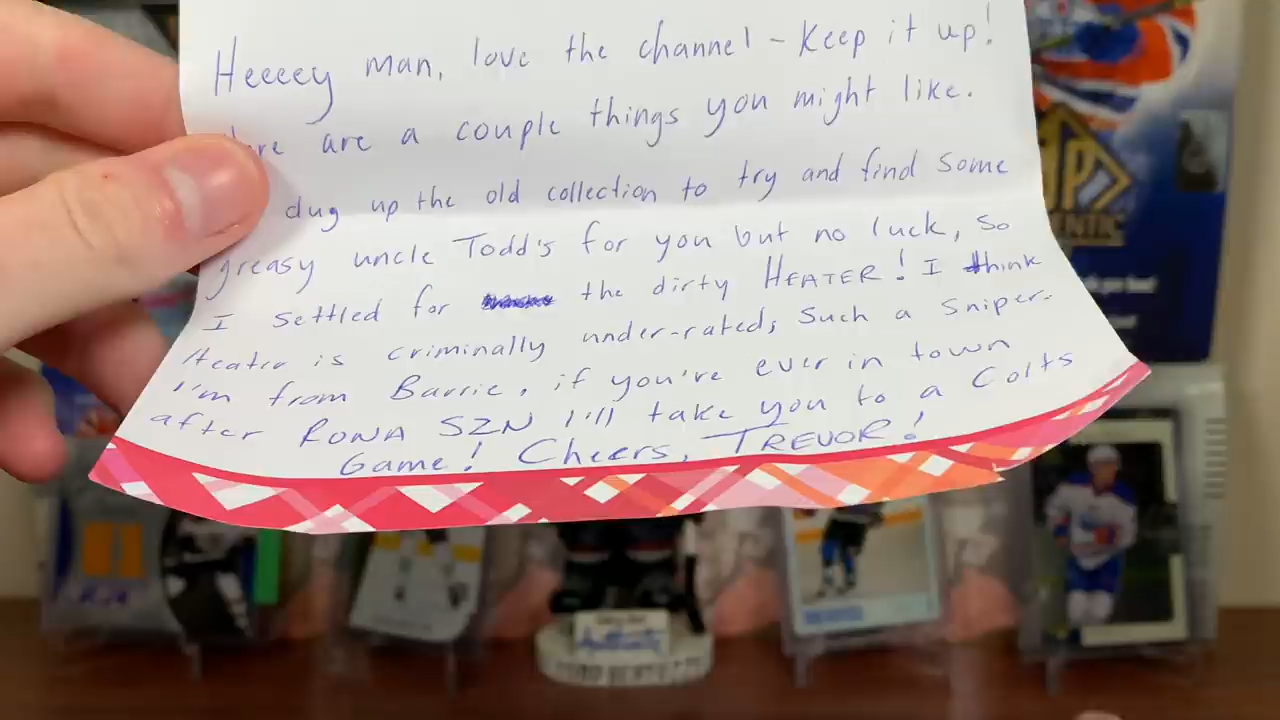 Heeeey man, love the channel - Keep it up!
are a couple things you might like.
dug up the old collection to try and find some
greasy uncle Todd's for you but no luck, so
I settled for the dirty HEATER! I think
Heater is criminally under-rated, such a sniper.
I'm from Barrie, if you're ever in town
after RONA SZN I'll take you to a Colts
Game! Cheers, TREVOR!